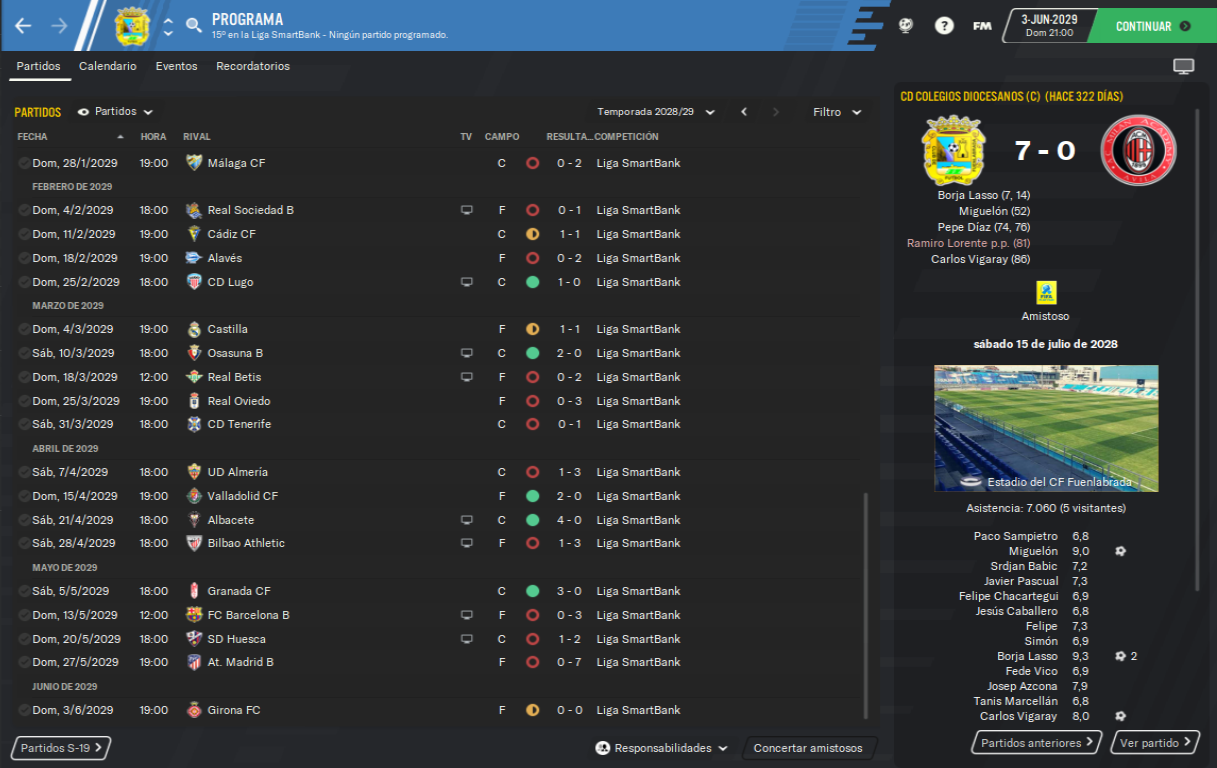 PROGRAMA
15º en la Liga SmartBank - Ningún partido programado.
? FM 3-JUN-2029
Dom 21:00
CONTINUAR
Partidos Calendario Eventos Recordatorios
PARTIDOS Partidos Temporada 2028/29 Filtro
FECHA HORA RIVAL TV CAMPO RESULTA... COMPETICIÓN
Dom, 28/1/2029 19:00 Málaga CF C 0 - 2 Liga SmartBank
FEBRERO DE 2029
Dom, 4/2/2029 18:00 Real Sociedad B F 0 - 1 Liga SmartBank
Dom, 11/2/2029 19:00 Cádiz CF C 1 - 1 Liga SmartBank
Dom, 18/2/2029 19:00 Alavés F 0 - 2 Liga SmartBank
Dom, 25/2/2029 18:00 CD Lugo C 1 - 0 Liga SmartBank
MARZO DE 2029
Dom, 4/3/2029 19:00 Castilla F 1 - 1 Liga SmartBank
Sáb, 10/3/2029 18:00 Osasuna B C 2 - 0 Liga SmartBank
Dom, 18/3/2029 12:00 Real Betis F 0 - 2 Liga SmartBank
Dom, 25/3/2029 19:00 Real Oviedo F 0 - 3 Liga SmartBank
Sáb, 31/3/2029 18:00 CD Tenerife C 0 - 1 Liga SmartBank
ABRIL DE 2029
Sáb, 7/4/2029 18:00 UD Almería C 1 - 3 Liga SmartBank
Dom, 15/4/2029 19:00 Valladolid CF F 2 - 0 Liga SmartBank
Sáb, 21/4/2029 18:00 Albacete C 4 - 0 Liga SmartBank
Sáb, 28/4/2029 18:00 Bilbao Athletic F 1 - 3 Liga SmartBank
MAYO DE 2029
Sáb, 5/5/2029 18:00 Granada CF C 3 - 0 Liga SmartBank
Dom, 13/5/2029 12:00 FC Barcelona B F 0 - 3 Liga SmartBank
Dom, 20/5/2029 18:00 SD Huesca C 1 - 2 Liga SmartBank
Dom, 27/5/2029 19:00 At. Madrid B F 0 - 7 Liga SmartBank
JUNIO DE 2029
Dom, 3/6/2029 19:00 Girona FC F 0 - 0 Liga SmartBank
Partidos S-19 Responsabilidades Concertar amistosos
CD COLEGIOS DIOCESANOS (C) (HACE 322 DÍAS)
7 - 0
Borja Lasso (7, 14)
Miguelón (52)
Pepe Díaz (74, 76)
Ramiro Lorente p.p. (81)
Carlos Vigaray (86)
Amistoso
sábado 15 de julio de 2028
Estadio del CF Fuenlabrada
Asistencia: 7.060 (5 visitantes)
Paco Sampietro 6,8
Miguelón 9,0
Srdjan Babic 7,2
Javier Pascual 7,3
Felipe Chacartegui 6,9
Jesús Caballero 6,8
Felipe 7,3
Simón 6,9
Borja Lasso 9,3 2
Fede Vico 6,9
Josep Azcona 7,9
Tanis Marcellán 6,8
Carlos Vigaray 8,0
Partidos anteriores Ver partido